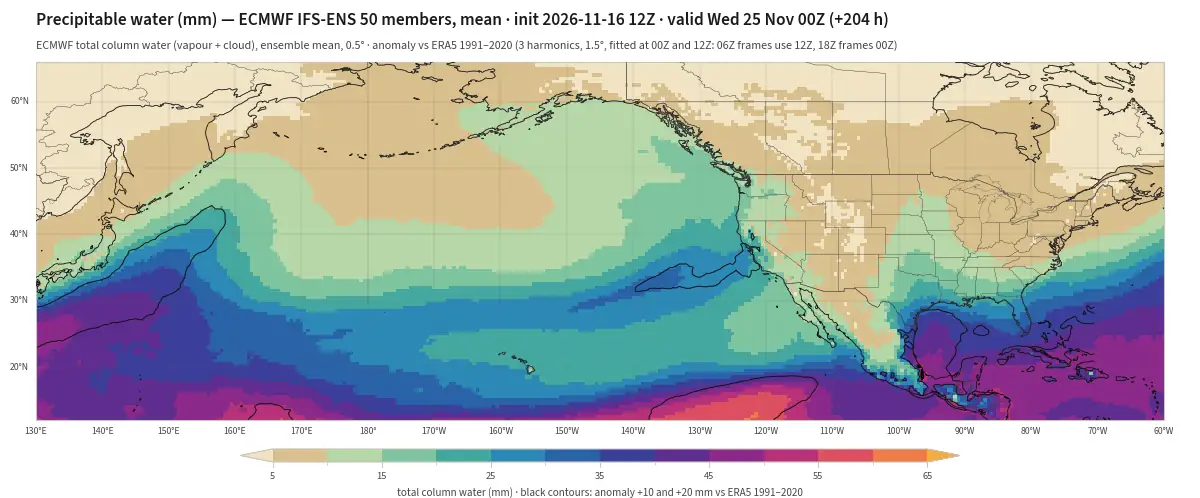 Precipitable water (mm) — ECMWF IFS-ENS 50 members, mean · init 2026-11-16 12Z · valid Wed 25 Nov 00Z (+204 h)
ECMWF total column water (vapour + cloud), ensemble mean, 0.5° · anomaly vs ERA5 1991–2020 (3 harmonics, 1.5°, fitted at 00Z and 12Z: 06Z frames use 12Z, 18Z frames 00Z)
60°N
50°N
40°N
30°N
20°N
130°E 140°E 150°E 160°E 170°E 180° 170°W 160°W 150°W 140°W 130°W 120°W 110°W 100°W 90°W 80°W 70°W 60°W
5 15 25 35 45 55 65
total column water (mm) · black contours: anomaly +10 and +20 mm vs ERA5 1991–2020